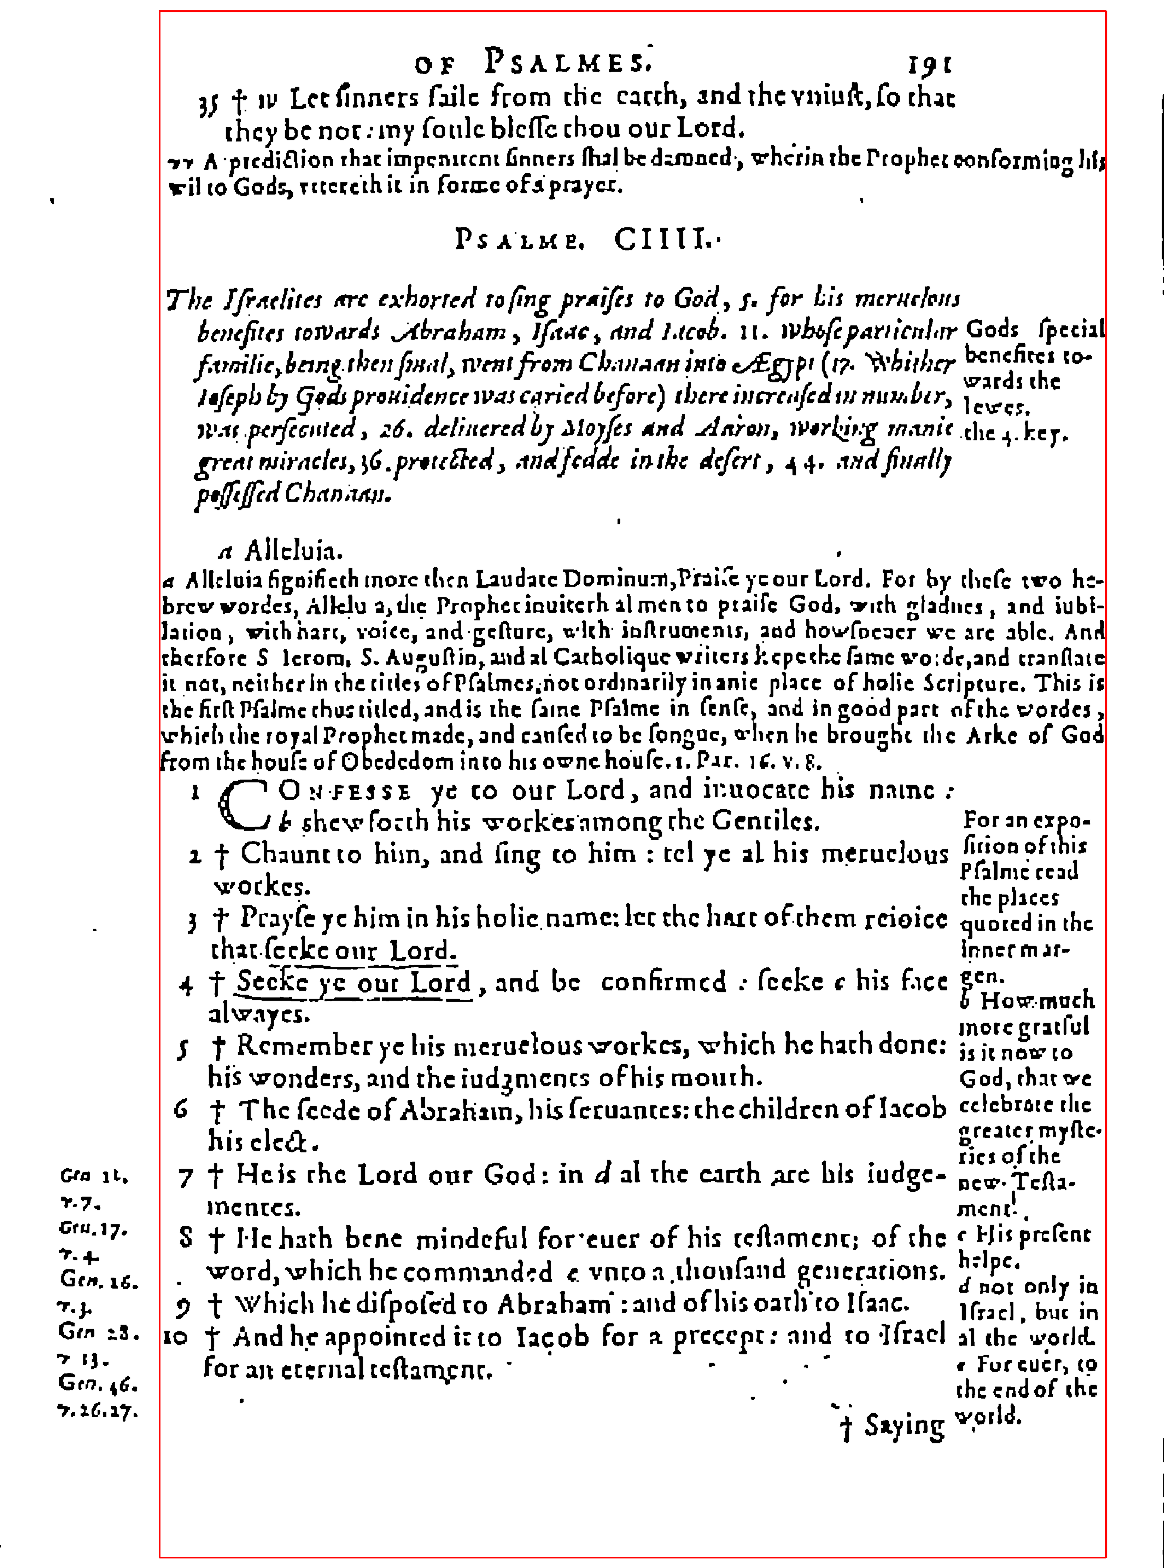 OF PSALMES. 191
35 † vv Let sinners faile from the earth, and the vniust, so that
they be not: my soule blesse thou our Lord.
vv A prediction that impenitent sinners shal be damned, wherin the Prophet conforming his
wil to Gods, vttereth it in forme of a prayer.
PSALME. CIIII.
The Israelites are exhorted to sing praises to God, 5. for his meruelous
benefites towards Abraham, Isaac, and Iacob. 11. Whose particular
familie, being then smal, went from Chanaan into Ægypt (17. Whither
Ioseph by Gods prouidence was caried before) there increased in number,
was persecuted, 26. deliuered by Moyses and Aaron, working manie
great miracles, 36. protected, and fedde in the desert, 44. and finally
possessed Chanaan.
Gods special
benefites to-
wards the
Iewes.
the 4. key.
a Alleluia.
a Alleluia signifieth more then Laudate Dominum, Praise ye our Lord. For by these two he-
brew wordes, Allelu a, the Prophet inuiteth al men to praise God, with gladnes, and iubi-
lation, with hart, voice, and gesture, with instruments, and howsoeuer we are able. And
therfore S Ierom, S. Augustin, and al Catholique writers kepe the same worde, and translate
it not, neither in the titles of Psalmes, not ordinarily in anie place of holie Scripture. This is
the first Psalme thus titled, and is the same Psalme in sense, and in good part of the wordes,
which the royal Prophet made, and caused to be songue, when he brought the Arke of God
from the house of Obededom into his owne house. 1. Par. 16. v. 8.
1 CONFESSE ye to our Lord, and inuocate his name:
b shew forth his workes among the Gentiles.
2 † Chaunt to him, and sing to him: tel ye al his meruelous
workes.
3 † Prayse ye him in his holie name: let the hart of them reioice
that seeke our Lord.
4 † Seeke ye our Lord, and be confirmed: seeke c his face
alwayes.
5 † Remember ye his meruelous workes, which he hath done:
his wonders, and the iudgments of his mouth.
6 † The seede of Abraham, his seruantes: the children of Iacob
his elect.
7 † He is the Lord our God: in d al the earth are his iudge-
mentes.
8 † He hath bene mindeful for euer of his testament; of the
word, which he commanded e vnto a thousand generations.
9 † Which he disposed to Abraham: and of his oath to Isaac.
10 † And he appointed it to Iacob for a precept: and to Israel
for an eternal testament.
† Saying
For an expo-
sition of this
Psalme read
the places
quoted in the
inner mar-
gen.
b How much
more grateful
is it now to
God, that we
celebrate the
greater myste-
ries of the
new Testa-
ment.
c His present
helpe.
d not only in
Israel, but in
al the world.
e For euer, to
the end of the
world.
Gen 12.
v. 7.
Gen. 17.
v. 4
Gen. 26.
v. 3.
Gen 28.
v 13.
Gen. 46.
v. 26. 27.